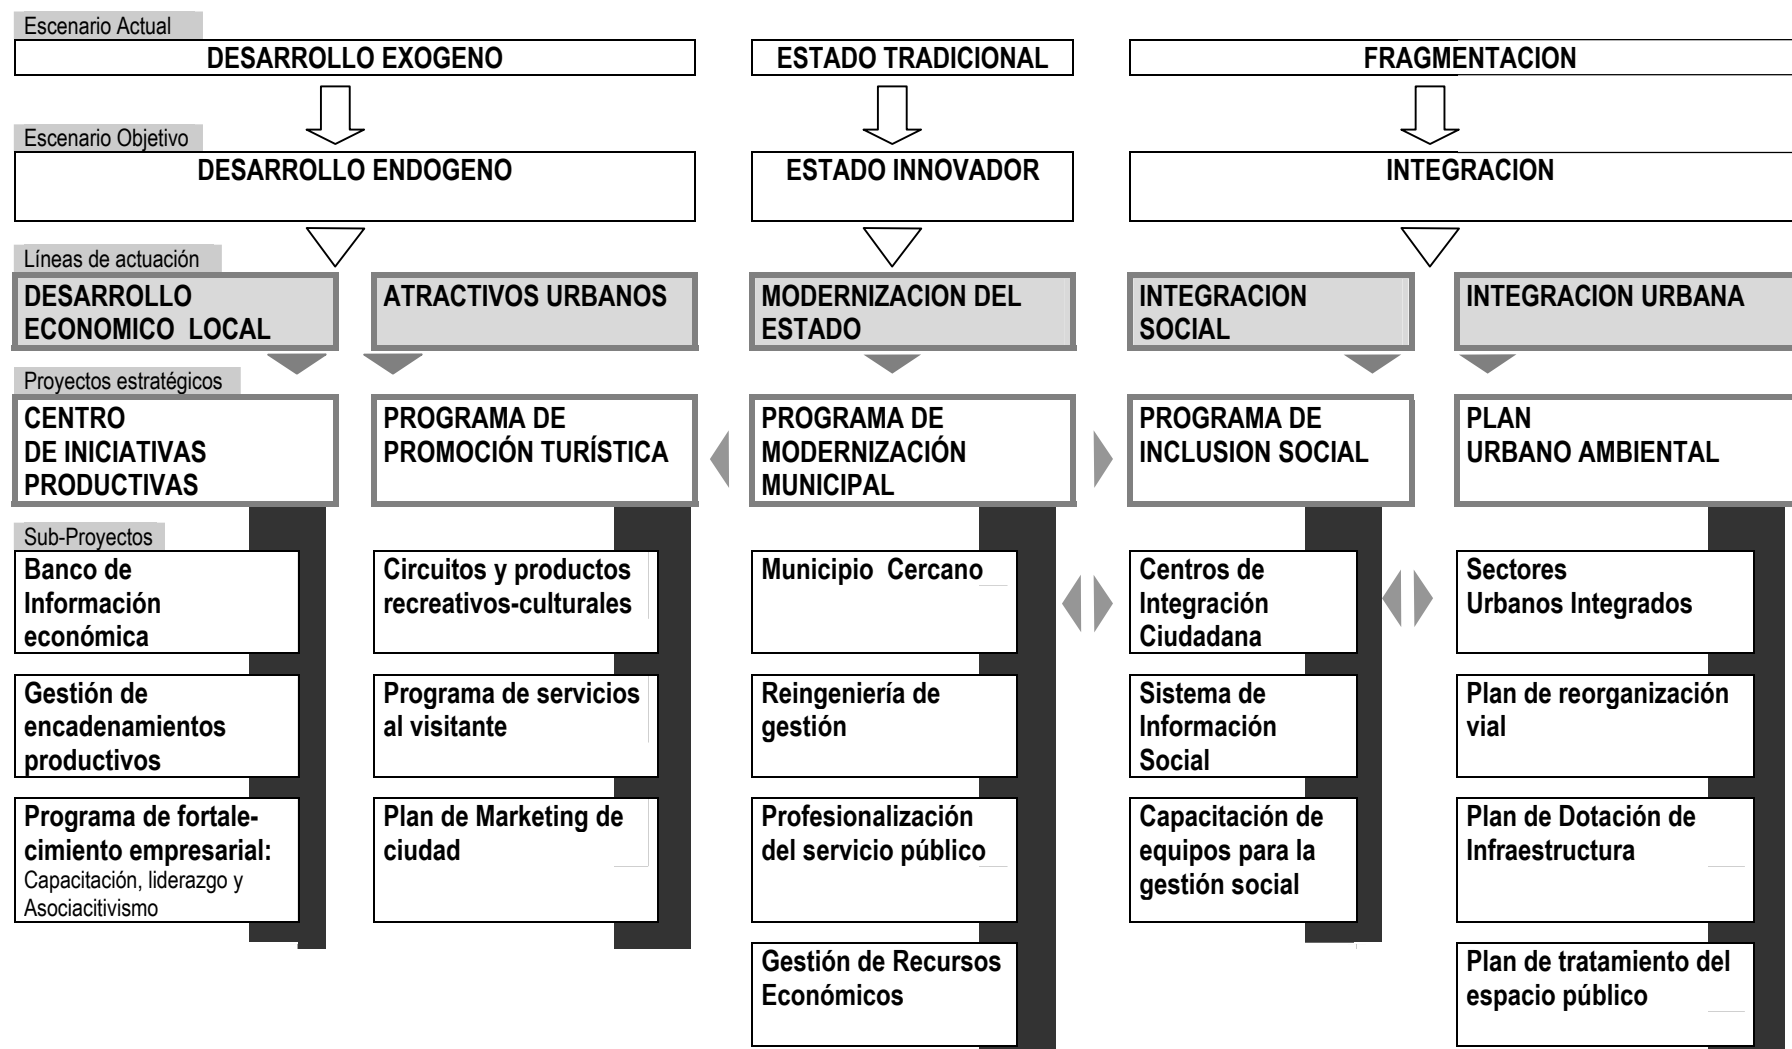 Escenario Actual
DESARROLLO EXOGENO
ESTADO TRADICIONAL
FRAGMENTACION
Escenario Objetivo
DESARROLLO ENDOGENO
ESTADO INNOVADOR
INTEGRACION
Líneas de actuación
DESARROLLO
ECONOMICO LOCAL
ATRACTIVOS URBANOS
MODERNIZACION DEL
ESTADO
INTEGRACION
SOCIAL
INTEGRACION URBANA
Proyectos estratégicos
CENTRO
DE INICIATIVAS
PRODUCTIVAS
PROGRAMA DE
PROMOCIÓN TURÍSTICA
PROGRAMA DE
MODERNIZACIÓN
MUNICIPAL
PROGRAMA DE
INCLUSION SOCIAL
PLAN
URBANO AMBIENTAL
Sub-Proyectos
Banco de
Información
económica
Circuitos y productos
recreativos-culturales
Municipio Cercano
Centros de
Integración
Ciudadana
Sectores
Urbanos Integrados
Gestión de
encadenamientos
productivos
Programa de servicios
al visitante
Reingeniería de
gestión
Sistema de
Información
Social
Plan de reorganización
vial
Programa de fortale-
cimiento empresarial:
Capacitación, liderazgo y
Asociacitivismo
Plan de Marketing de
ciudad
Profesionalización
del servicio público
Capacitación de
equipos para la
gestión social
Plan de Dotación de
Infraestructura
Gestión de Recursos
Económicos
Plan de tratamiento del
espacio público